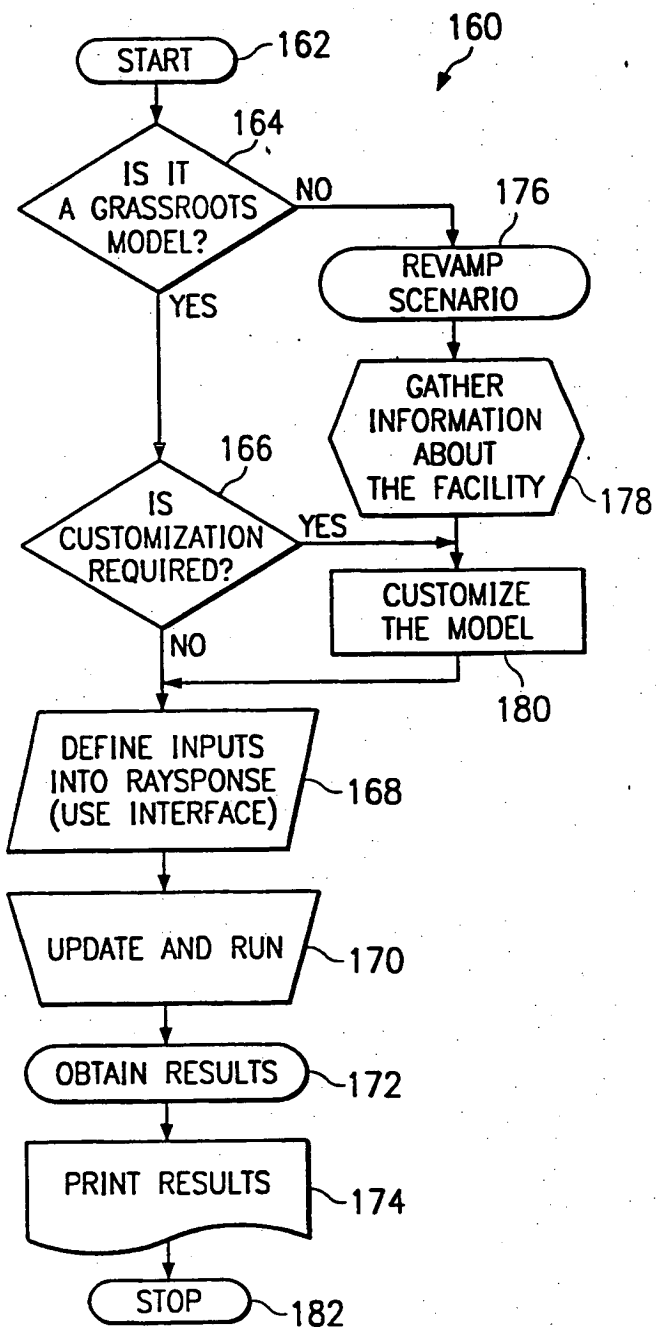 160
START
162
164
IS IT
A GRASSROOTS
MODEL?
NO
YES
176
REVAMP
SCENARIO
GATHER
INFORMATION
ABOUT
THE FACILITY
178
166
IS
CUSTOMIZATION
REQUIRED?
YES
NO
CUSTOMIZE
THE MODEL
180
DEFINE INPUTS
INTO RAYSPONSE
(USE INTERFACE)
168
UPDATE AND RUN
170
OBTAIN RESULTS
172
PRINT RESULTS
174
STOP
182